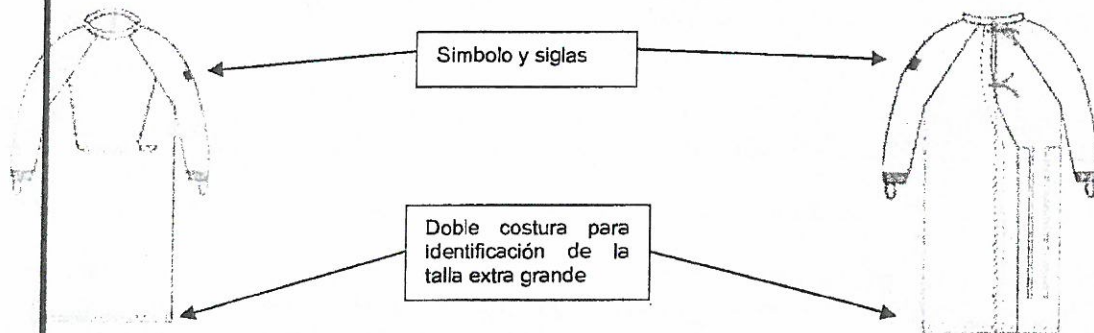 Simbolo y siglas
Doble costura para
identificación de la
talla extra grande